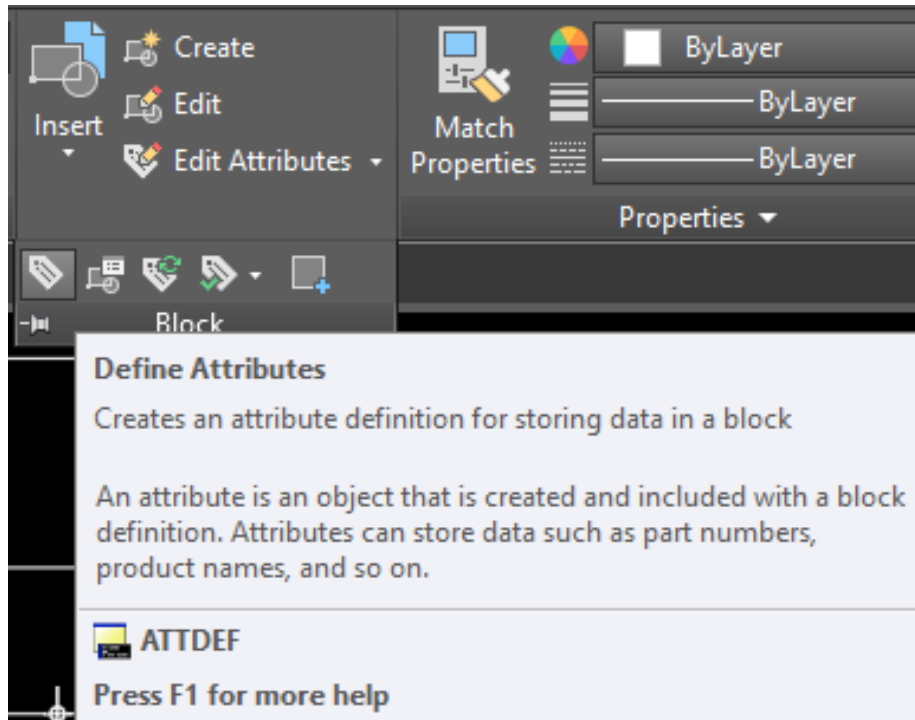 Create
Edit
Insert
Edit Attributes
Match
Properties
ByLayer
ByLayer
ByLayer
Properties
Block
Define Attributes
Creates an attribute definition for storing data in a block
An attribute is an object that is created and included with a block
definition. Attributes can store data such as part numbers,
product names, and so on.
ATTDEF
Press F1 for more help